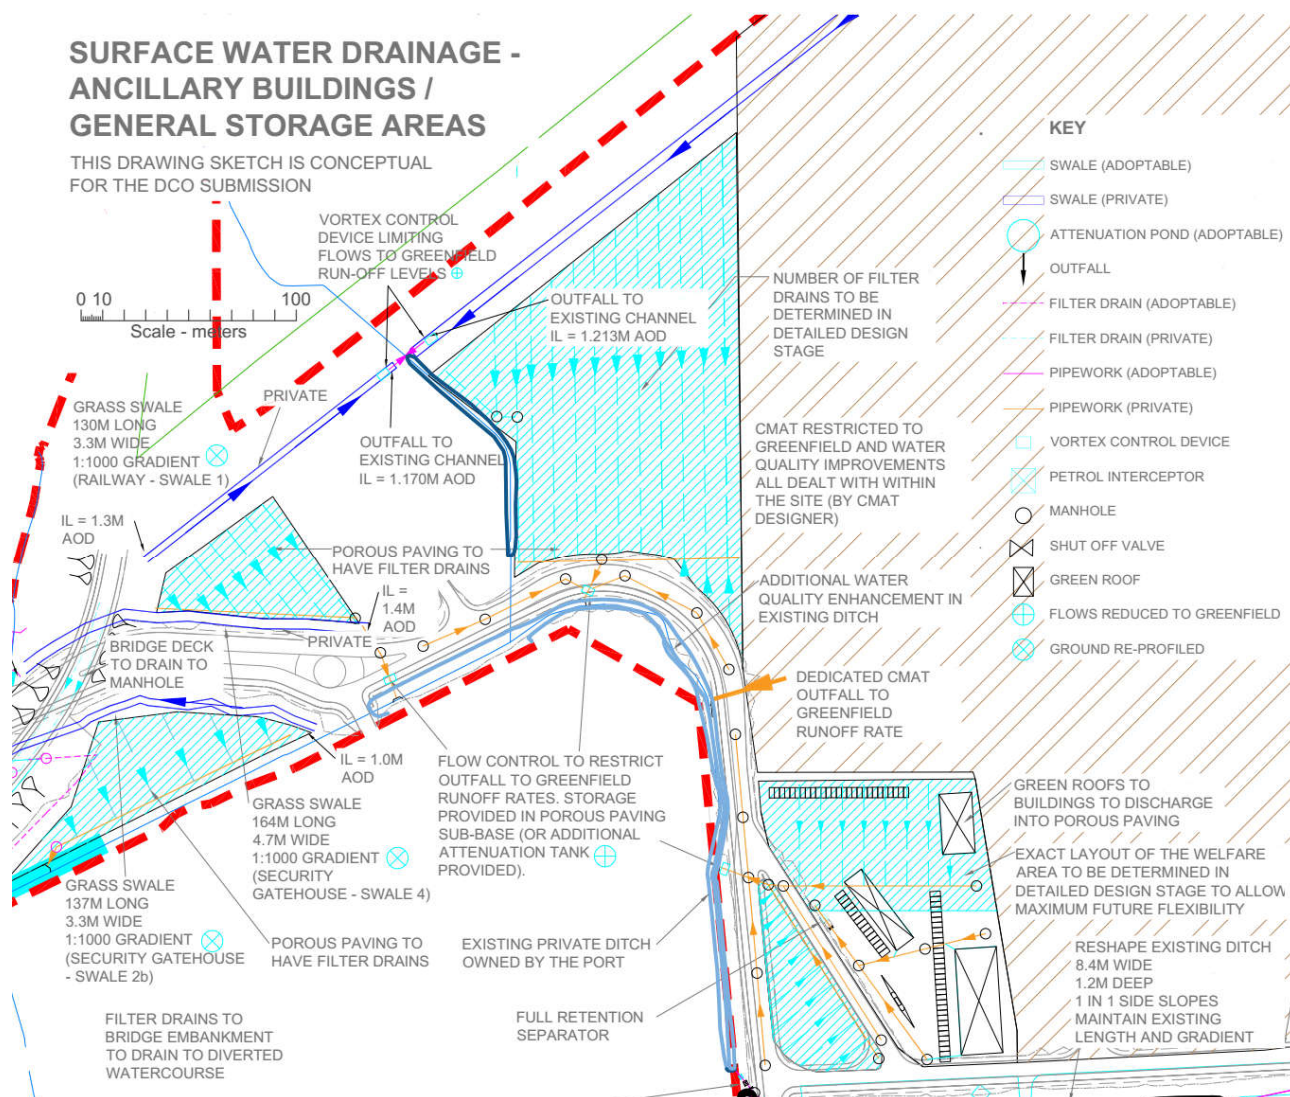 SURFACE WATER DRAINAGE -
ANCILLARY BUILDINGS /
GENERAL STORAGE AREAS
THIS DRAWING SKETCH IS CONCEPTUAL
FOR THE DCO SUBMISSION
VORTEX CONTROL
DEVICE LIMITING
FLOWS TO GREENFIELD
RUN-OFF LEVELS
0 10 100
Scale - meters
OUTFALL TO
EXISTING CHANNEL
IL = 1.213M AOD
NUMBER OF FILTER
DRAINS TO BE
DETERMINED IN
DETAILED DESIGN
STAGE
KEY
SWALE (ADOPTABLE)
SWALE (PRIVATE)
ATTENUATION POND (ADOPTABLE)
OUTFALL
FILTER DRAIN (ADOPTABLE)
FILTER DRAIN (PRIVATE)
PIPEWORK (ADOPTABLE)
PIPEWORK (PRIVATE)
VORTEX CONTROL DEVICE
PETROL INTERCEPTOR
MANHOLE
SHUT OFF VALVE
GREEN ROOF
FLOWS REDUCED TO GREENFIELD
GROUND RE-PROFILED
PRIVATE
GRASS SWALE
130M LONG
3.3M WIDE
1:1000 GRADIENT
(RAILWAY - SWALE 1)
OUTFALL TO
EXISTING CHANNEL
IL = 1.170M AOD
CMAT RESTRICTED TO
GREENFIELD AND WATER
QUALITY IMPROVEMENTS
ALL DEALT WITH WITHIN
THE SITE (BY CMAT
DESIGNER)
IL = 1.3M
AOD
POROUS PAVING TO
HAVE FILTER DRAINS
IL =
1.4M
AOD
ADDITIONAL WATER
QUALITY ENHANCEMENT IN
EXISTING DITCH
PRIVATE
BRIDGE DECK
TO DRAIN TO
MANHOLE
DEDICATED CMAT
OUTFALL TO
GREENFIELD
RUNOFF RATE
IL = 1.0M
AOD
FLOW CONTROL TO RESTRICT
OUTFALL TO GREENFIELD
RUNOFF RATES. STORAGE
PROVIDED IN POROUS PAVING
SUB-BASE (OR ADDITIONAL
ATTENUATION TANK
PROVIDED).
GREEN ROOFS TO
BUILDINGS TO DISCHARGE
INTO POROUS PAVING
GRASS SWALE
164M LONG
4.7M WIDE
1:1000 GRADIENT
(SECURITY
GATEHOUSE - SWALE 4)
EXACT LAYOUT OF THE WELFARE
AREA TO BE DETERMINED IN
DETAILED DESIGN STAGE TO ALLOW
MAXIMUM FUTURE FLEXIBILITY
GRASS SWALE
137M LONG
3.3M WIDE
1:1000 GRADIENT
(SECURITY GATEHOUSE
- SWALE 2b)
POROUS PAVING TO
HAVE FILTER DRAINS
EXISTING PRIVATE DITCH
OWNED BY THE PORT
RESHAPE EXISTING DITCH
8.4M WIDE
1.2M DEEP
1 IN 1 SIDE SLOPES
MAINTAIN EXISTING
LENGTH AND GRADIENT
FULL RETENTION
SEPARATOR
FILTER DRAINS TO
BRIDGE EMBANKMENT
TO DRAIN TO DIVERTED
WATERCOURSE